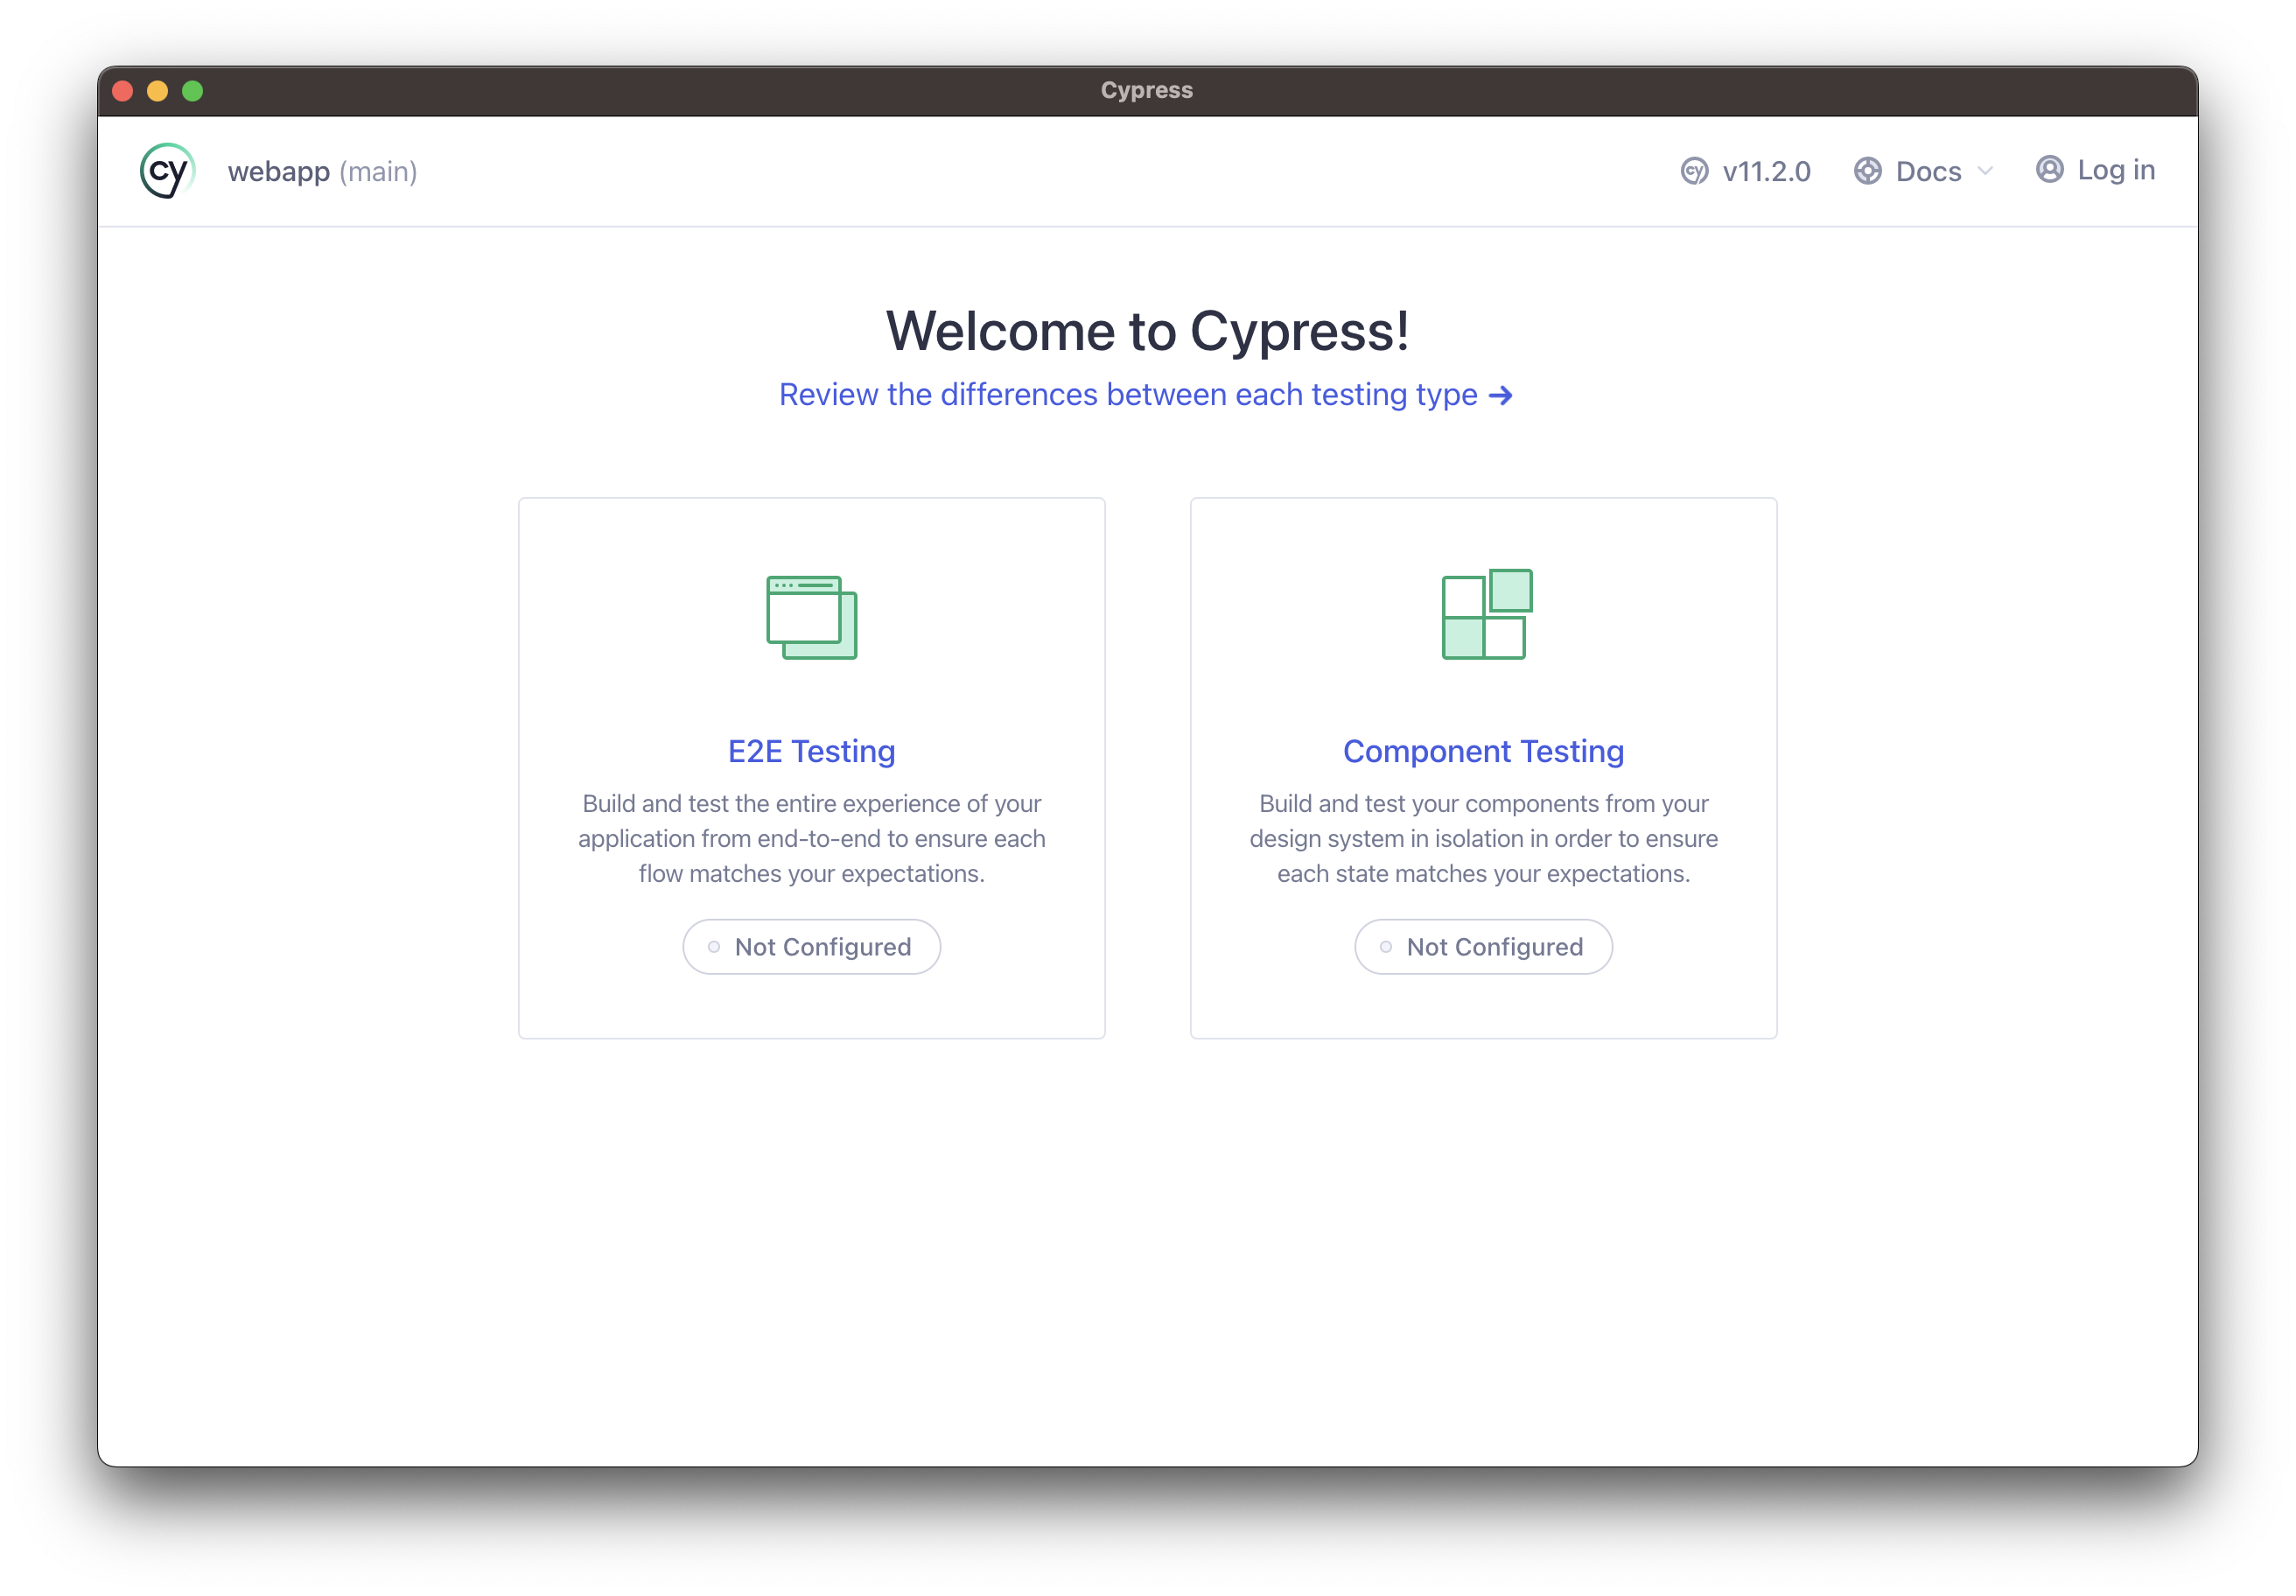 Cypress
cy
webapp (main)
cy v11.2.0
Docs
Log in
Welcome to Cypress!
Review the differences between each testing type →
E2E Testing
Build and test the entire experience of your
application from end-to-end to ensure each
flow matches your expectations.
Not Configured
Component Testing
Build and test your components from your
design system in isolation in order to ensure
each state matches your expectations.
Not Configured